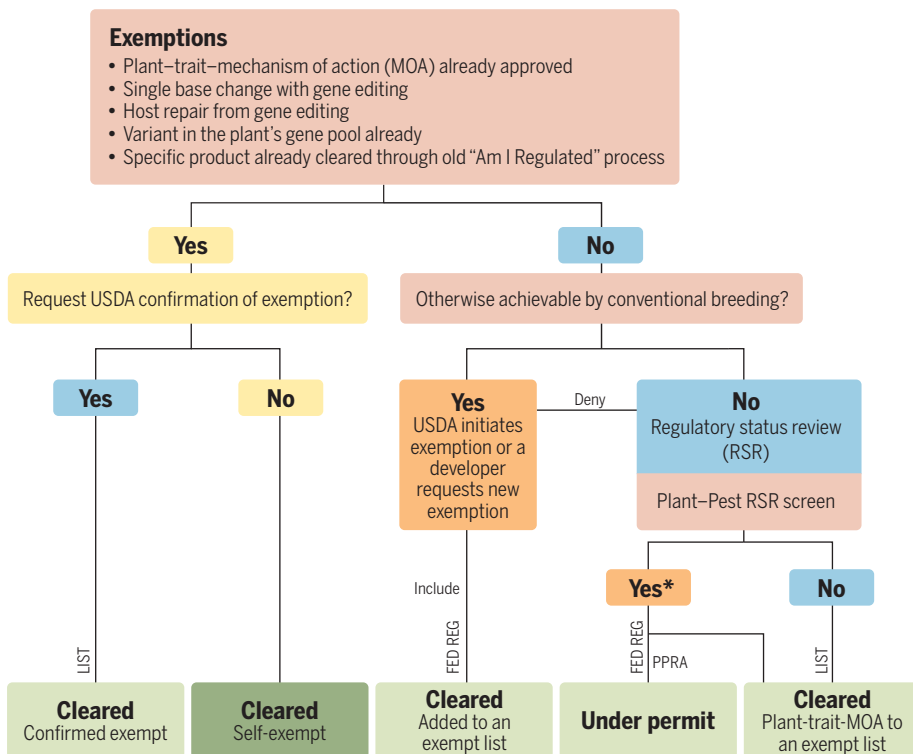 Exemptions
• Plant–trait–mechanism of action (MOA) already approved
• Single base change with gene editing
• Host repair from gene editing
• Variant in the plant's gene pool already
• Specific product already cleared through old “Am I Regulated” process
Yes
No
Request USDA confirmation of exemption?
Otherwise achievable by conventional breeding?
Yes
No
Yes
USDA initiates
exemption or a
developer
requests new
exemption
Deny
No
Regulatory status review
(RSR)
Plant–Pest RSR screen
Include
Yes*
No
LIST
FED REG
FED REG
PPRA
LIST
Cleared
Confirmed exempt
Cleared
Self-exempt
Cleared
Added to an
exempt list
Under permit
Cleared
Plant-trait-MOA to
an exempt list